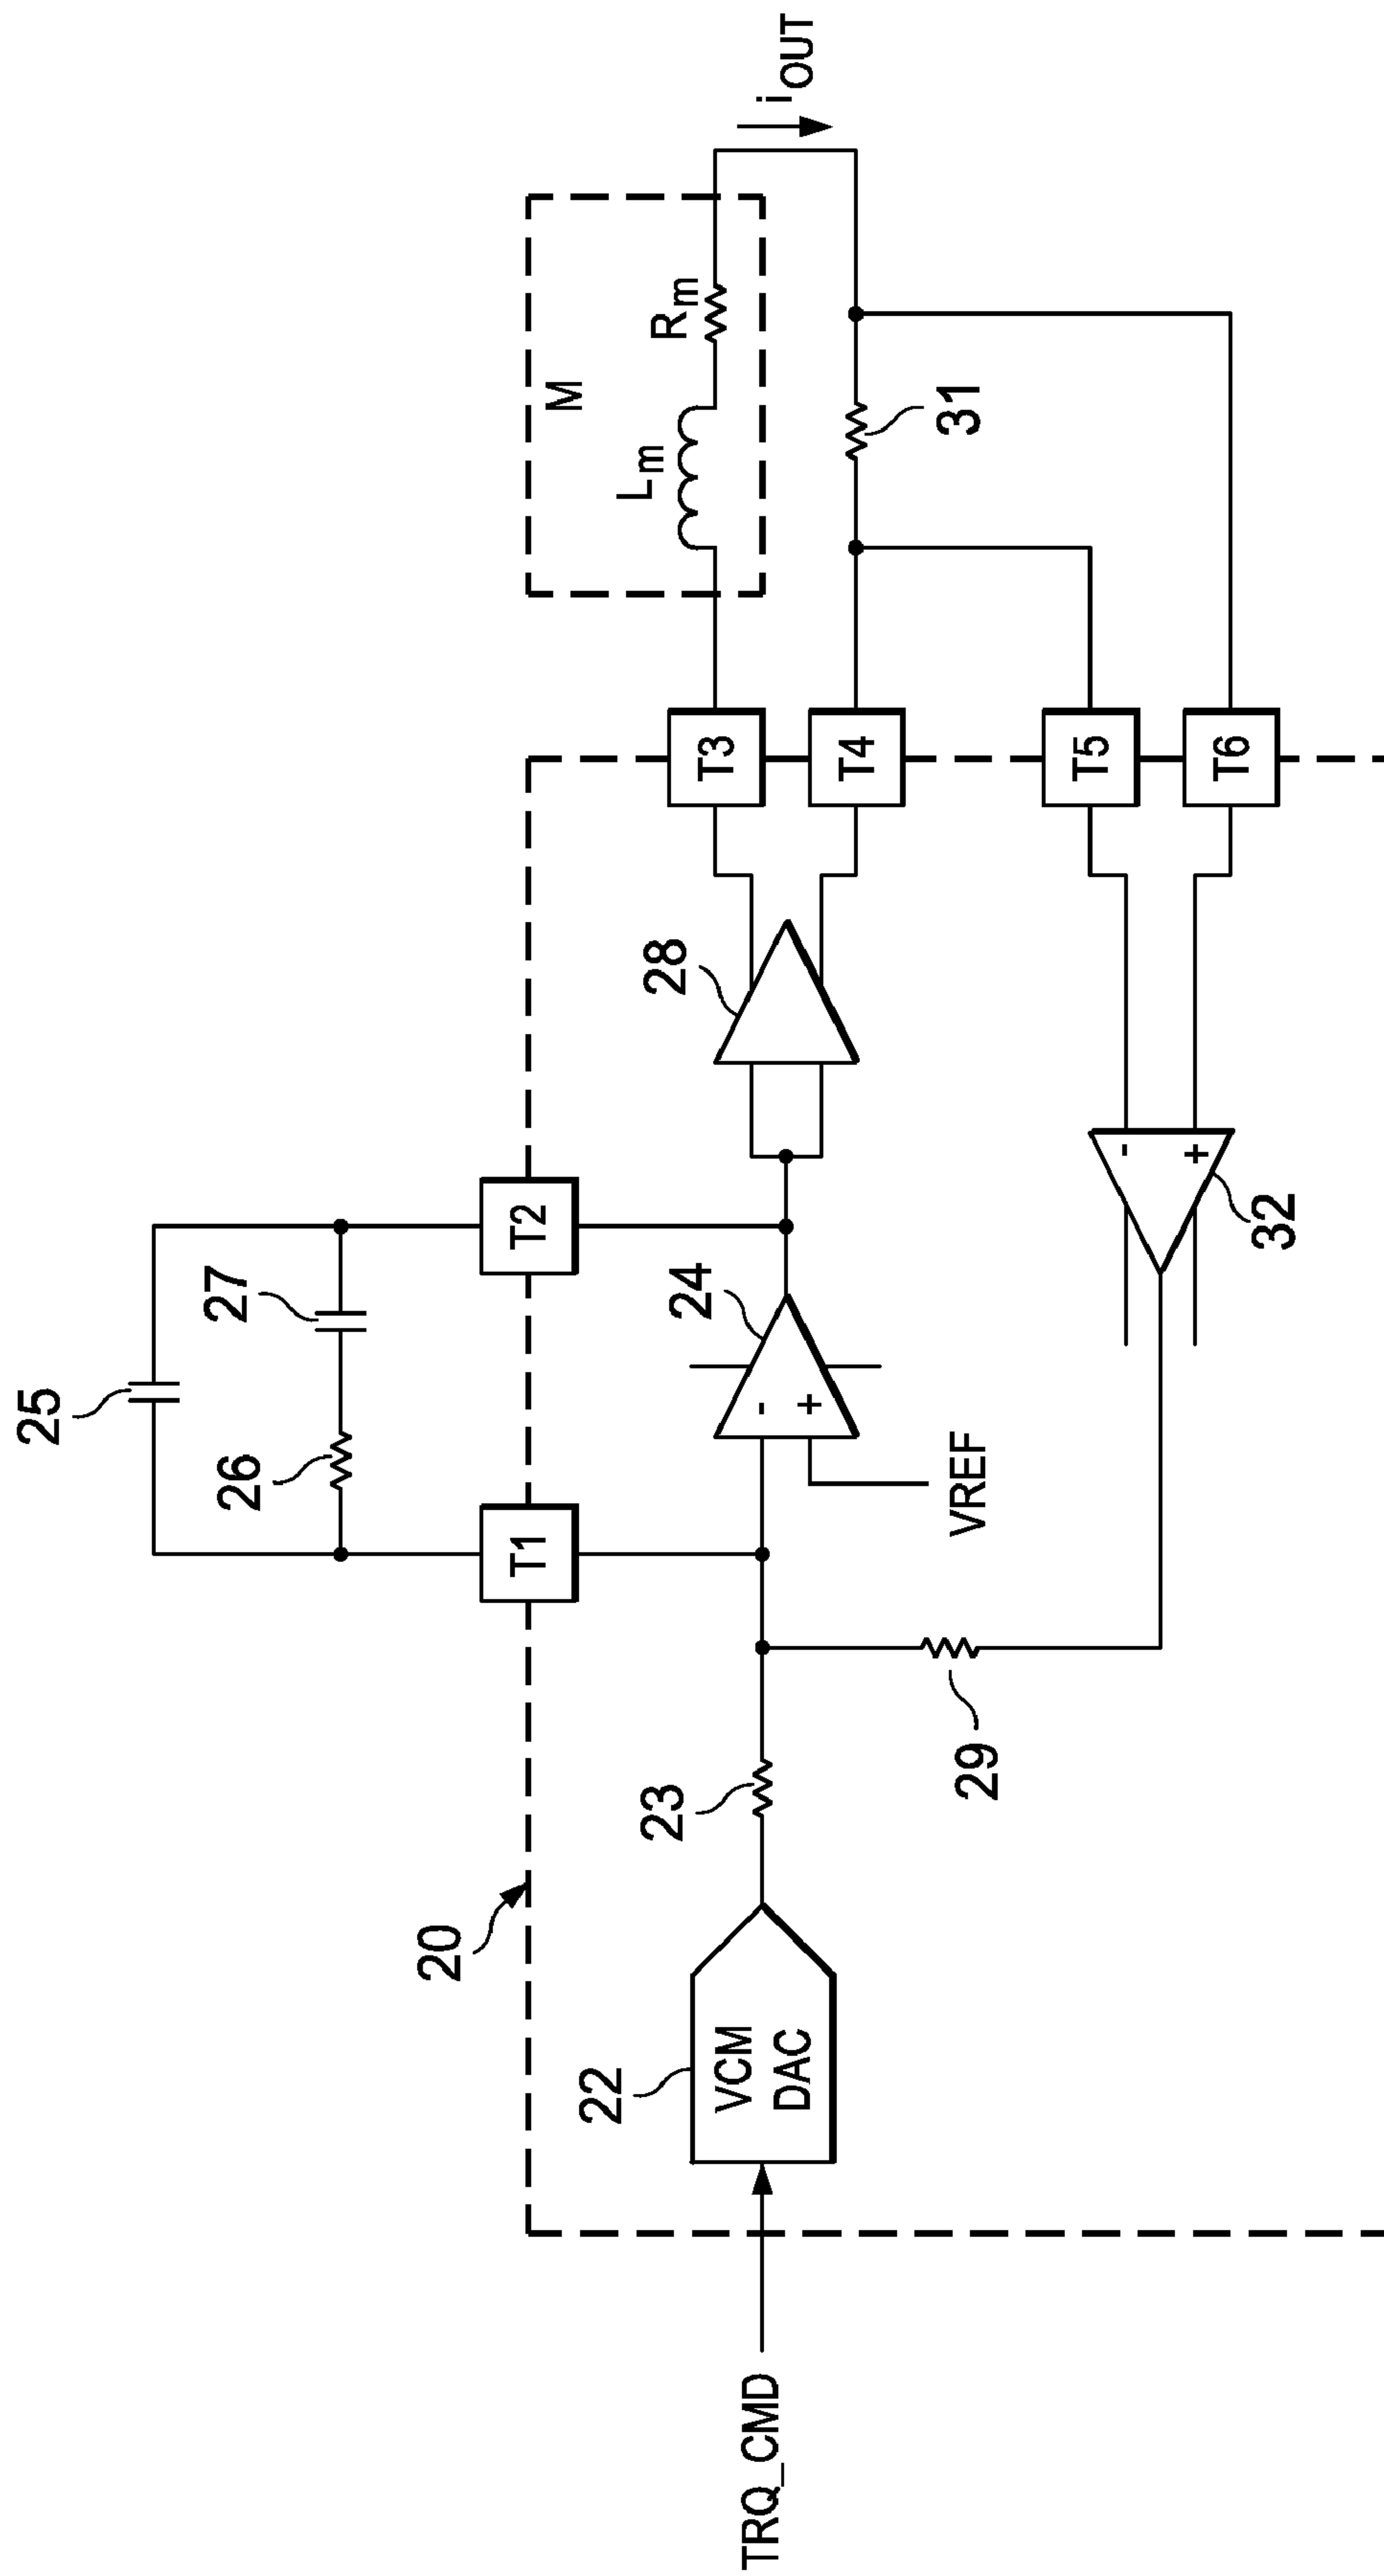 25
27
26
T1
T2
20
TRQ_CMD
22
VCM
DAC
23
24
-
+
VREF
28
T3
T4
M
Lm
Rm
iOUT
31
29
32
-
+
T5
T6